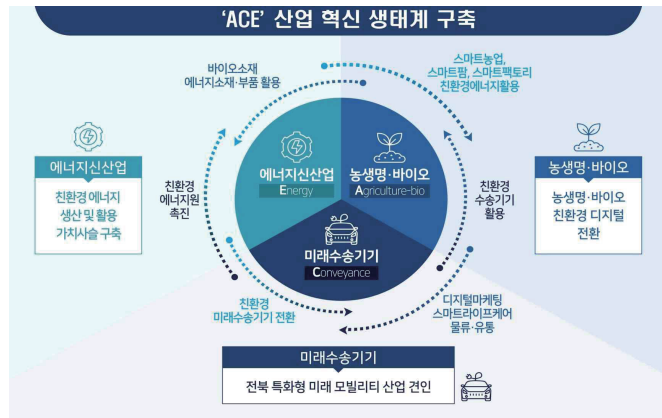 ‘ACE’ 산업 혁신 생태계 구축
바이오소재
에너지소재·부품 활용
스마트농업,
스마트팜, 스마트팩토리
친환경에너지활용
에너지신산업
친환경 에너지
생산 및 활용
가치사슬 구축
친환경
에너지원
촉진
에너지신산업
Energy
농생명·바이오
Agriculture-bio
미래수송기기
Conveyance
친환경
수송기기
활용
농생명·바이오
농생명·바이오
친환경 디지털
전환
친환경
미래수송기기 전환
디지털마케팅
스마트라이프케어
물류·유통
미래수송기기
전북 특화형 미래 모빌리티 산업 견인